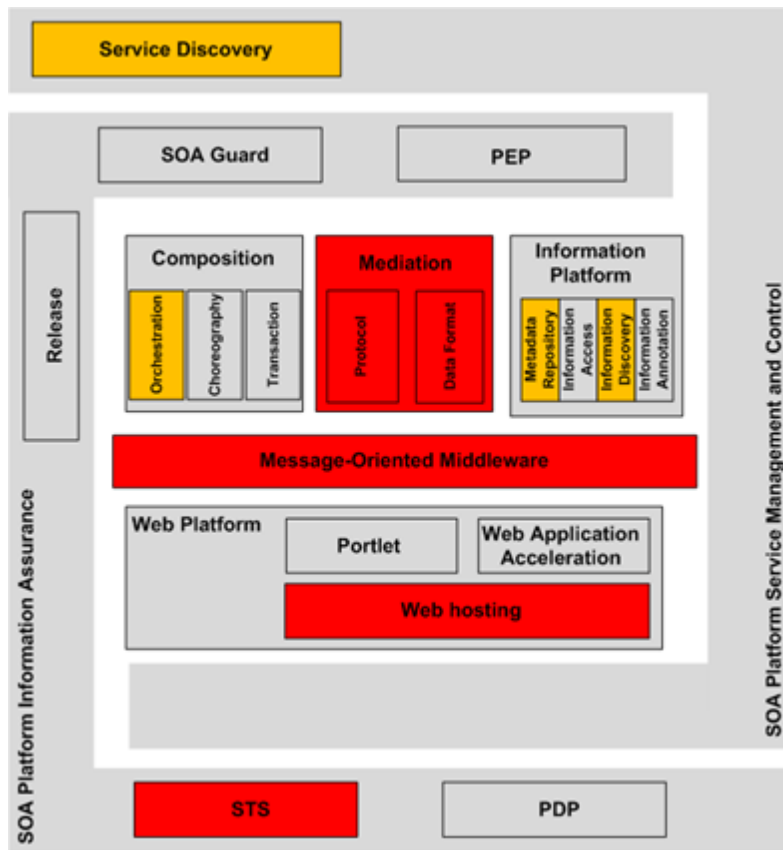 Service Discovery
SOA Guard
PEP
Release
Composition
Orchestration
Choreography
Transaction
Mediation
Protocol
Data Format
Information
Platform
Metadata
Repository
Information
Access
Information
Discovery
Information
Annotation
Message-Oriented Middleware
Web Platform
Portlet
Web Application
Acceleration
Web hosting
SOA Platform Information Assurance
SOA Platform Service Management and Control
STS
PDP